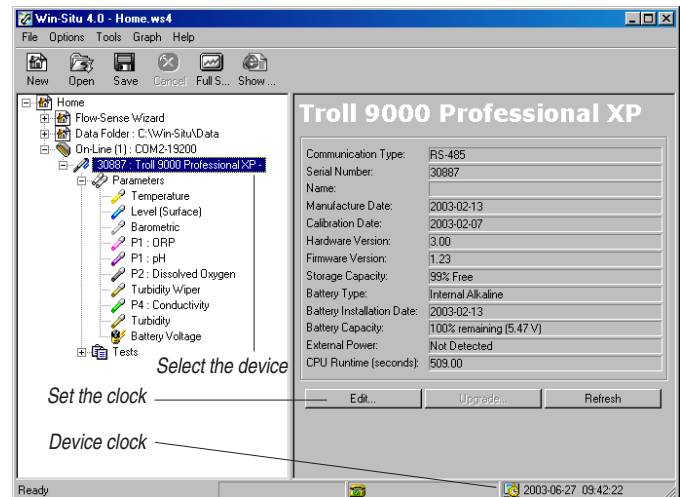 Win-Situ 4.0 - Home.ws4
File Options Tools Graph Help
New Open Save Cancel Full S... Show ...
Home
Flow-Sense Wizard
Data Folder : C:\Win-Situ\Data
On-Line (1) : COM2-19200
30887 : Troll 9000 Professional XP -
Parameters
Temperature
Level (Surface)
Barometric
P1 : ORP
P1 : pH
P2 : Dissolved Oxygen
Turbidity Wiper
P4 : Conductivity
Turbidity
Battery Voltage
Tests
Select the device
Set the clock
Device clock
Troll 9000 Professional XP
Communication Type: RS-485
Serial Number: 30887
Name:
Manufacture Date: 2003-02-13
Calibration Date: 2003-02-07
Hardware Version: 3.00
Firmware Version: 1.23
Storage Capacity: 99% Free
Battery Type: Internal Alkaline
Battery Installation Date: 2003-02-13
Battery Capacity: 100% remaining (5.47 V)
External Power: Not Detected
CPU Runtime (seconds): 509.00
Edit... Upgrade... Refresh
Ready 2003-06-27 09:42:22